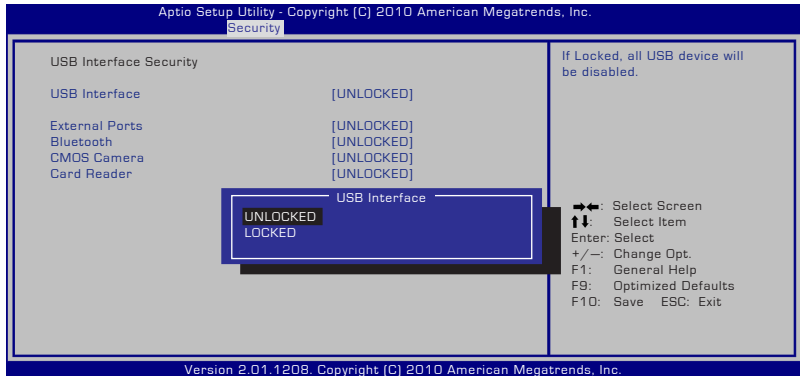 Aptio Setup Utility - Copyright (C) 2010 American Megatrends, Inc.
Security
USB Interface Security
USB Interface [UNLOCKED]
External Ports [UNLOCKED]
Bluetooth [UNLOCKED]
CMOS Camera [UNLOCKED]
Card Reader [UNLOCKED]
USB Interface
UNLOCKED
LOCKED
If Locked, all USB device will
be disabled.
→←: Select Screen
↑↓: Select Item
Enter: Select
+/—: Change Opt.
F1: General Help
F9: Optimized Defaults
F10: Save ESC: Exit
Version 2.01.1208. Copyright (C) 2010 American Megatrends, Inc.